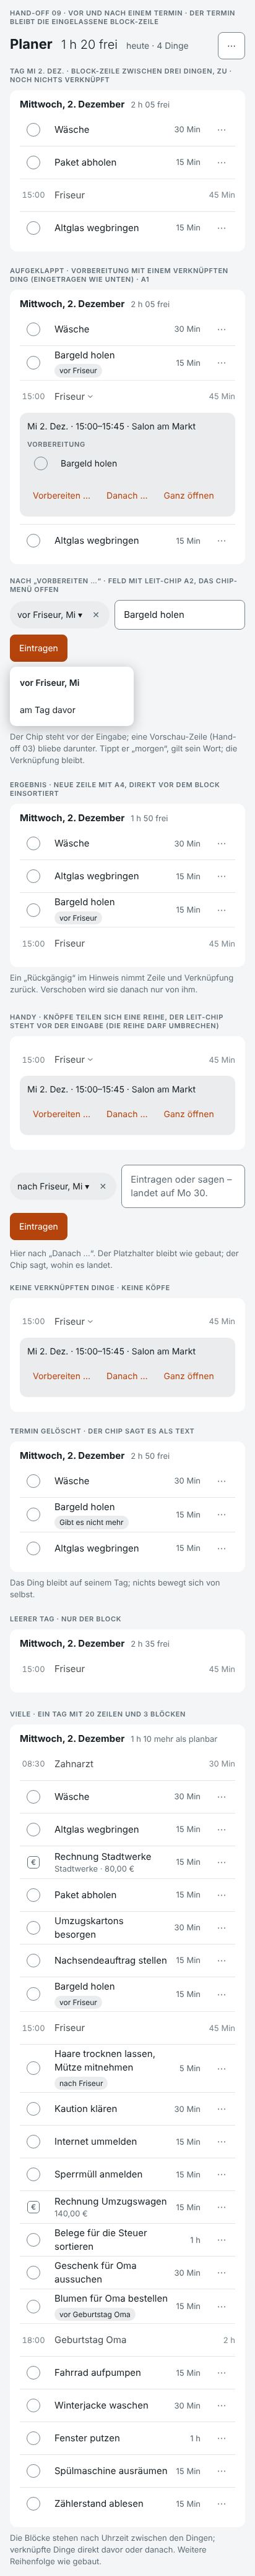 HAND-OFF 09 · VOR UND NACH EINEM TERMIN · DER TERMIN
BLEIBT DIE EINGELASSENE BLOCK-ZEILE
Planer 1 h 20 frei heute · 4 Dinge ···
TAG MI 2. DEZ. · BLOCK-ZEILE ZWISCHEN DREI DINGEN, ZU ·
NOCH NICHTS VERKNÜPFT
Mittwoch, 2. Dezember 2 h 05 frei
Wäsche 30 Min ···
Paket abholen 15 Min ···
15:00 Friseur 45 Min
Altglas wegbringen 15 Min ···
AUFGEKLAPPT · VORBEREITUNG MIT EINEM VERKNÜPFTEN
DING (EINGETRAGEN WIE UNTEN) · A1
Mittwoch, 2. Dezember 2 h 05 frei
Wäsche 30 Min ···
Bargeld holen 15 Min ···
vor Friseur
15:00 Friseur 45 Min
Mi 2. Dez. · 15:00–15:45 · Salon am Markt
VORBEREITUNG
Bargeld holen
Vorbereiten … Danach … Ganz öffnen
Altglas wegbringen 15 Min ···
NACH „VORBEREITEN …“ · FELD MIT LEIT-CHIP A2, DAS CHIP-
MENÜ OFFEN
vor Friseur, Mi ▾ ✕ Bargeld holen
Eintragen
vor Friseur, Mi
am Tag davor
Der Chip steht vor der Eingabe; eine Vorschau-Zeile (Hand-
off 03) bliebe darunter. Tippt er „morgen“, gilt sein Wort; die
Verknüpfung bleibt.
ERGEBNIS · NEUE ZEILE MIT A4, DIREKT VOR DEM BLOCK
EINSORTIERT
Mittwoch, 2. Dezember 1 h 50 frei
Wäsche 30 Min ···
Altglas wegbringen 15 Min ···
Bargeld holen 15 Min ···
vor Friseur
15:00 Friseur 45 Min
Ein „Rückgängig“ im Hinweis nimmt Zeile und Verknüpfung
zurück. Verschoben wird sie danach nur von ihm.
HANDY · KNÖPFE TEILEN SICH EINE REIHE, DER LEIT-CHIP
STEHT VOR DER EINGABE (DIE REIHE DARF UMBRECHEN)
15:00 Friseur 45 Min
Mi 2. Dez. · 15:00–15:45 · Salon am Markt
Vorbereiten … Danach … Ganz öffnen
nach Friseur, Mi ▾ ✕ Eintragen oder sagen –
landet auf Mo 30.
Eintragen
Hier nach „Danach …“. Der Platzhalter bleibt wie gebaut; der
Chip sagt, wohin es landet.
KEINE VERKNÜPFTEN DINGE · KEINE KÖPFE
15:00 Friseur 45 Min
Mi 2. Dez. · 15:00–15:45 · Salon am Markt
Vorbereiten … Danach … Ganz öffnen
TERMIN GELÖSCHT · DER CHIP SAGT ES ALS TEXT
Mittwoch, 2. Dezember 2 h 50 frei
Wäsche 30 Min ···
Bargeld holen 15 Min ···
Gibt es nicht mehr
Altglas wegbringen 15 Min ···
Das Ding bleibt auf seinem Tag; nichts bewegt sich von
selbst.
LEERER TAG · NUR DER BLOCK
Mittwoch, 2. Dezember 2 h 35 frei
15:00 Friseur 45 Min
VIELE · EIN TAG MIT 20 ZEILEN UND 3 BLÖCKEN
Mittwoch, 2. Dezember 1 h 10 mehr als planbar
08:30 Zahnarzt 30 Min
Wäsche 30 Min ···
Altglas wegbringen 15 Min ···
€ Rechnung Stadtwerke 15 Min ···
Stadtwerke · 80,00 €
Paket abholen 15 Min ···
Umzugskartons
besorgen 30 Min ···
Nachsendeauftrag stellen 15 Min ···
Bargeld holen 15 Min ···
vor Friseur
15:00 Friseur 45 Min
Haare trocknen lassen,
Mütze mitnehmen 5 Min ···
nach Friseur
Kaution klären 30 Min ···
Internet ummelden 15 Min ···
Sperrmüll anmelden 15 Min ···
€ Rechnung Umzugswagen 15 Min ···
140,00 €
Belege für die Steuer
sortieren 1 h ···
Geschenk für Oma
aussuchen 30 Min ···
Blumen für Oma bestellen 15 Min ···
vor Geburtstag Oma
18:00 Geburtstag Oma 2 h
Fahrrad aufpumpen 15 Min ···
Winterjacke waschen 30 Min ···
Fenster putzen 1 h ···
Spülmaschine ausräumen 15 Min ···
Zählerstand ablesen 15 Min ···
Die Blöcke stehen nach Uhrzeit zwischen den Dingen;
verknüpfte Dinge direkt davor oder danach. Weitere
Reihenfolge wie gebaut.